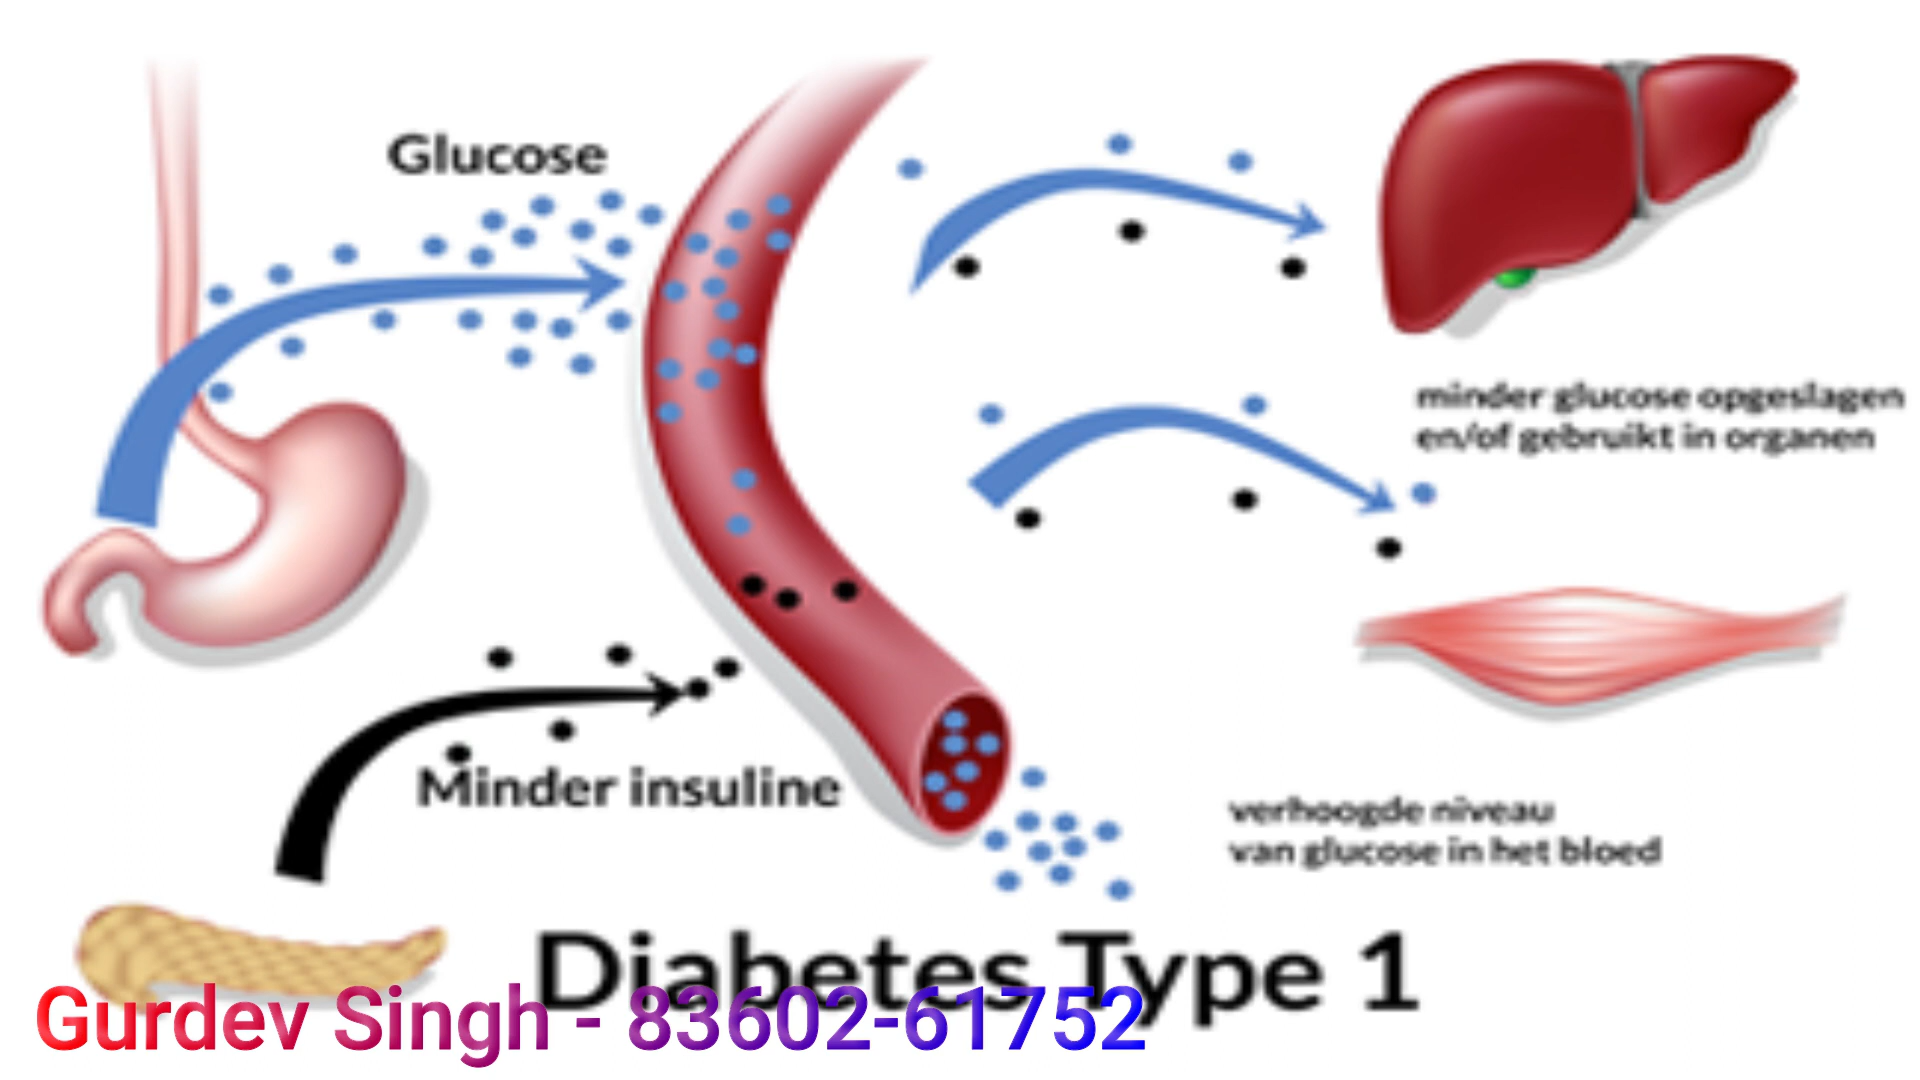 Glucose
minder glucose opgeslagen
en/of gebruikt in organen
Minder insuline
verhoogde niveau
van glucose in het bloed
Diabetes Type 1
Gurdev Singh - 83602-61752